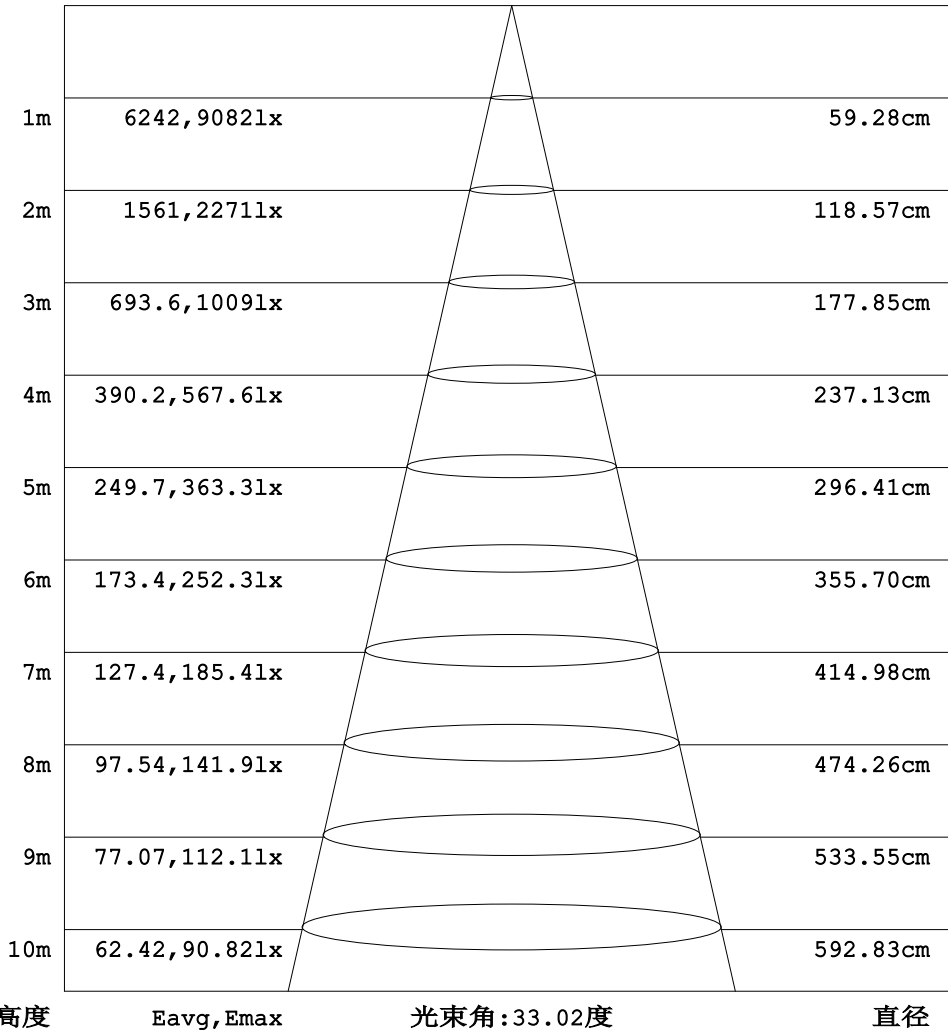 1m 6242,9082lx 59.28cm
2m 1561,2271lx 118.57cm
3m 693.6,1009lx 177.85cm
4m 390.2,567.6lx 237.13cm
5m 249.7,363.3lx 296.41cm
6m 173.4,252.3lx 355.70cm
7m 127.4,185.4lx 414.98cm
8m 97.54,141.9lx 474.26cm
9m 77.07,112.1lx 533.55cm
10m 62.42,90.82lx 592.83cm
高度 Eavg,Emax 光束角:33.02度 直径